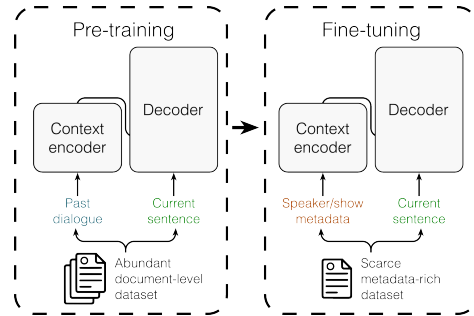 Pre-training
Context
encoder
Decoder
Past
dialogue
Current
sentence
Abundant
document-level
dataset
Fine-tuning
Context
encoder
Decoder
Speaker/show
metadata
Current
sentence
Scarce
metadata-rich
dataset